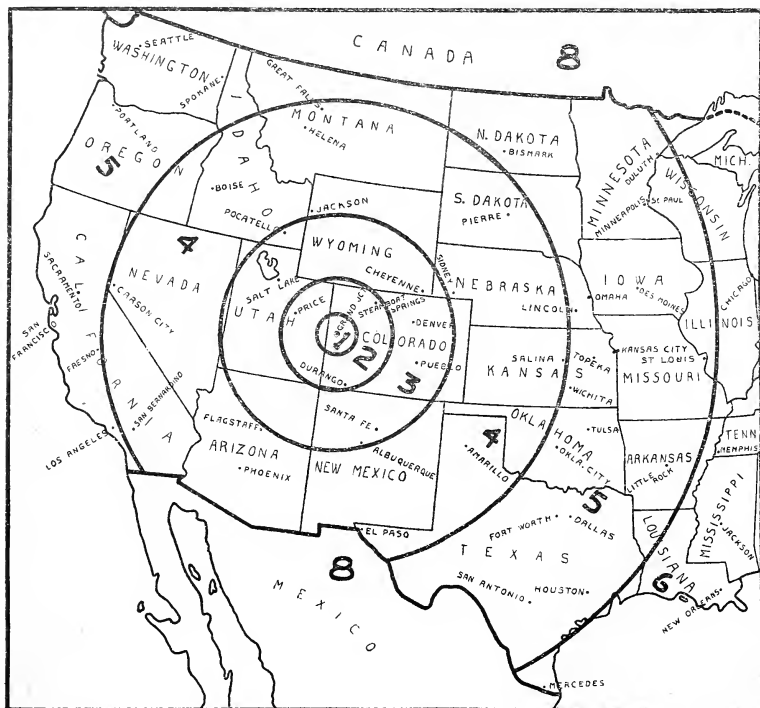 CANADA
8
SEATTLE
WASHINGTON
SPOKANE
GREAT FALLS
MONTANA
HELENA
N. DAKOTA
BISMARK
MINNESOTA
DULUTH
MICH.
PORTLAND
OREGON
5
IDAHO
BOISE
POCATELLO
JACKSON
S. DAKOTA
PIERRE
MINNEAPOLIS
ST PAUL
WISCONSIN
4
NEVADA
CARSON CITY
WYOMING
CHEYENNE
SIDNEY
NEBRASKA
LINCOLN
IOWA
OMAHA
DES MOINES
CHICAGO
CALIFORNIA
SACRAMENTO
SAN FRANCISC
FRESNO
SAN BERNARDINO
LOS ANGELES
SALT LAKE
UTAH
PRICE
GRAND JCT
STEAMBOAT SPRINGS
DENVER
COLORADO
PUEBLO
1
2
3
DURANGO
SALINA
TOPEKA
KANSAS
WICHITA
KANSAS CITY
ST LOUIS
MISSOURI
ILLINOIS
FLAGSTAFF
ARIZONA
PHOENIX
SANTA FE
ALBUQUERQUE
NEW MEXICO
4
AMARILLO
OKLAHOMA
TULSA
OKLA. CITY
ARKANSAS
LITTLE ROCK
TENN
MEMPHIS
MISSISSIPPI
JACKSON
EL PASO
FORT WORTH
DALLAS
5
TEXAS
SAN ANTONIO
HOUSTON
LOUISIANA
6
NEW ORLEANS
8
MEXICO
MERCEDES